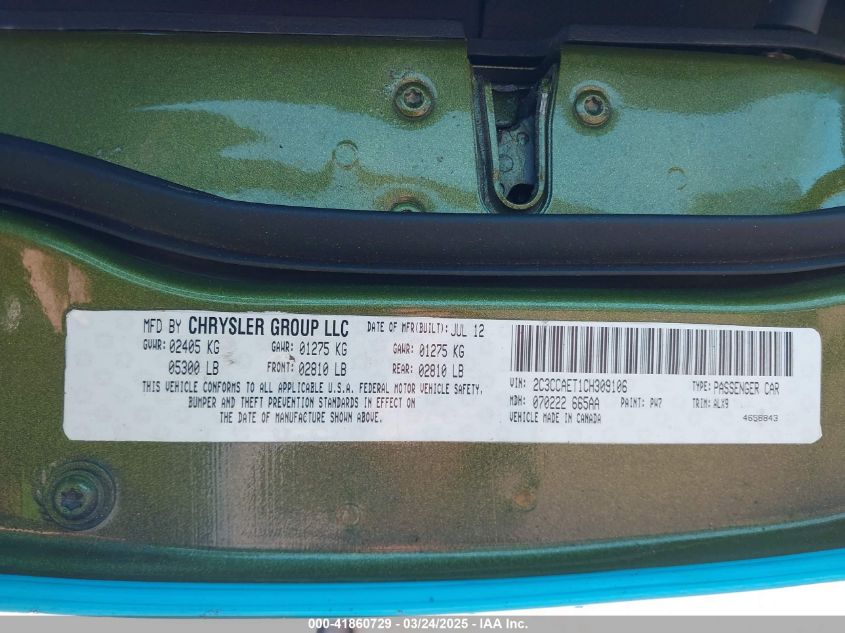 MFD BY CHRYSLER GROUP LLC DATE OF MFR(BUILT): JUL 12
GVWR: 02405 KG GAWR: 01275 KG GAWR: 01275 KG
05300 LB FRONT: 02810 LB REAR: 02810 LB
THIS VEHICLE CONFORMS TO ALL APPLICABLE U.S.A. FEDERAL MOTOR VEHICLE SAFETY,
BUMPER AND THEFT PREVENTION STANDARDS IN EFFECT ON
THE DATE OF MANUFACTURE SHOWN ABOVE.
VIN: 2C3CCAET1CH309106 TYPE: PASSENGER CAR
MDH: 070222 665AA PAINT: PW7 TRIM: ALX9
VEHICLE MADE IN CANADA 4658843
000-41860729 — 03/24/2025 — IAA Inc.